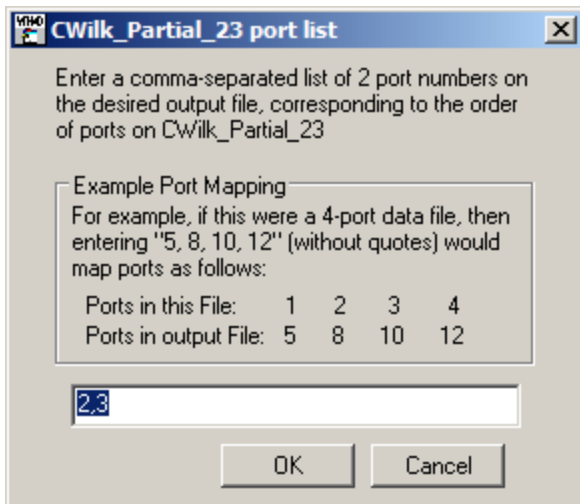 WHO
CWilk_Partial_23 port list
Enter a comma-separated list of 2 port numbers on
the desired output file, corresponding to the order
of ports on CWilk_Partial_23
Example Port Mapping
For example, if this were a 4-port data file, then
entering "5, 8, 10, 12" (without quotes) would
map ports as follows:
Ports in this File: 1 2 3 4
Ports in output File: 5 8 10 12
2,3
OK Cancel